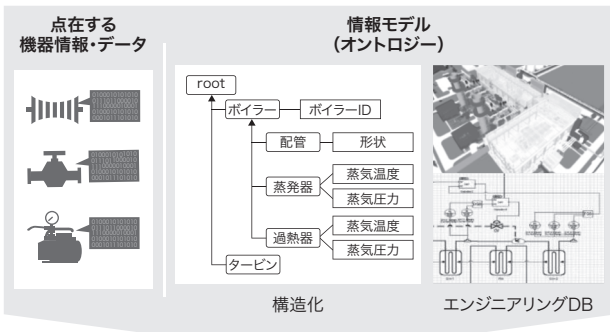 点在する
機器情報・データ
情報モデル
（オントロジー）
root
ボイラー
ボイラーID
配管
形状
蒸発器
蒸気温度
蒸気圧力
過熱器
蒸気温度
蒸気圧力
タービン
構造化
エンジニアリングDB